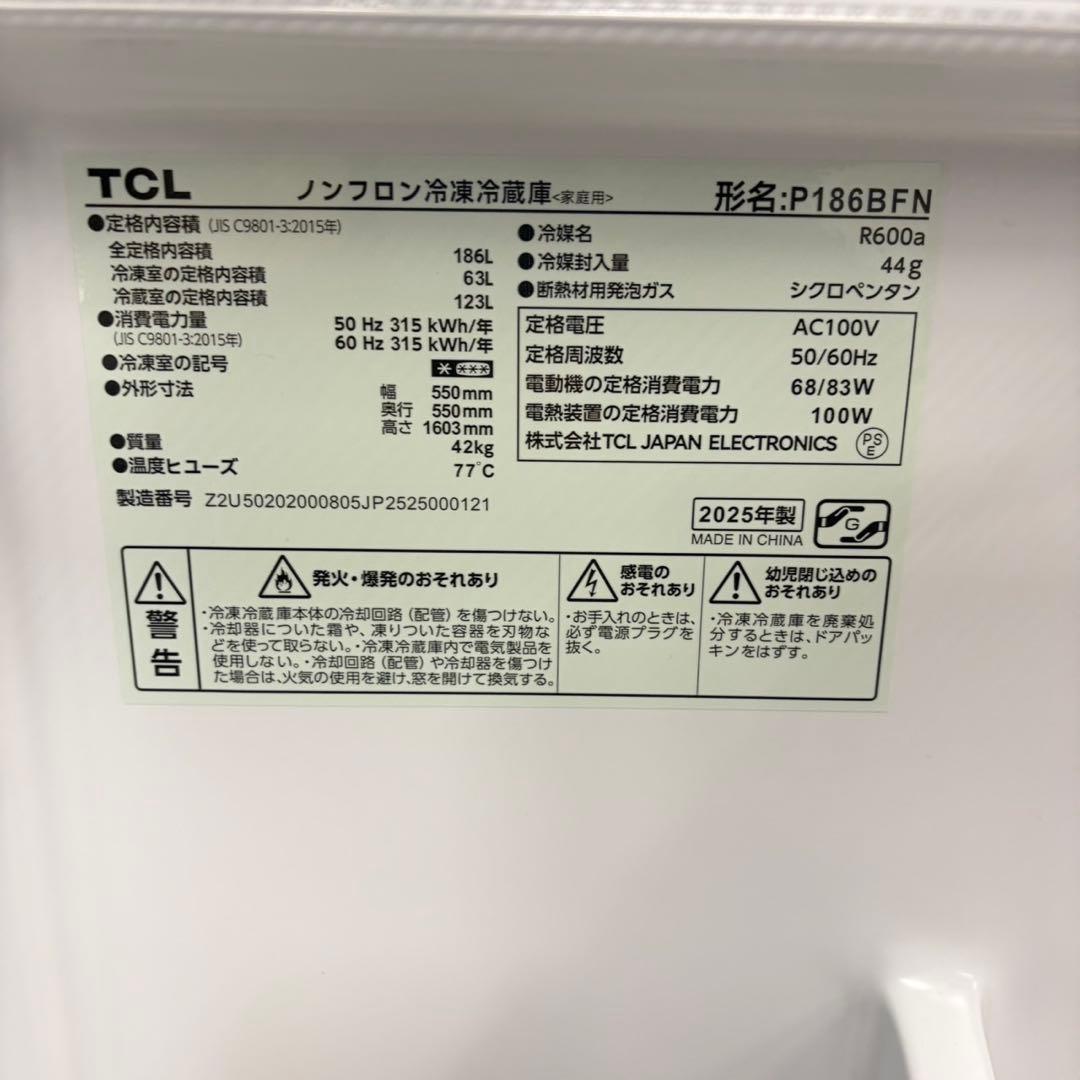 TCL ノンフロン冷凍冷蔵庫<家庭用> 形名:P186BFN
●定格内容積 (JIS C9801-3:2015年)
全定格内容積 186L
冷凍室の定格内容積 63L
冷蔵室の定格内容積 123L
●消費電力量 50 Hz 315 kWh/年
(JIS C9801-3:2015年) 60 Hz 315 kWh/年
●冷凍室の記号
●外形寸法 幅 550mm
奥行 550mm
高さ 1603mm
●質量 42kg
●温度ヒューズ 77℃
製造番号 Z2U50202000805JP2525000121
●冷媒名 R600a
●冷媒封入量 44g
●断熱材用発泡ガス シクロペンタン
定格電圧 AC100V
定格周波数 50/60Hz
電動機の定格消費電力 68/83W
電熱装置の定格消費電力 100W
株式会社TCL JAPAN ELECTRONICS PS E
2025年製
MADE IN CHINA
G
警告
発火・爆発のおそれあり
・冷凍冷蔵庫本体の冷却回路(配管)を傷つけない。
・冷却器についた霜や、凍りついた容器を刃物な
どを使って取らない。・冷凍冷蔵庫内で電気製品を
使用しない。・冷却回路(配管)や冷却器を傷つけ
た場合は、火気の使用を避け、窓を開けて換気する。
感電の
おそれあり
・お手入れのときは、
必ず電源プラグを
抜く。
幼児閉じ込めの
おそれあり
・冷凍冷蔵庫を廃棄処
分するときは、ドアパッ
キンをはずす。